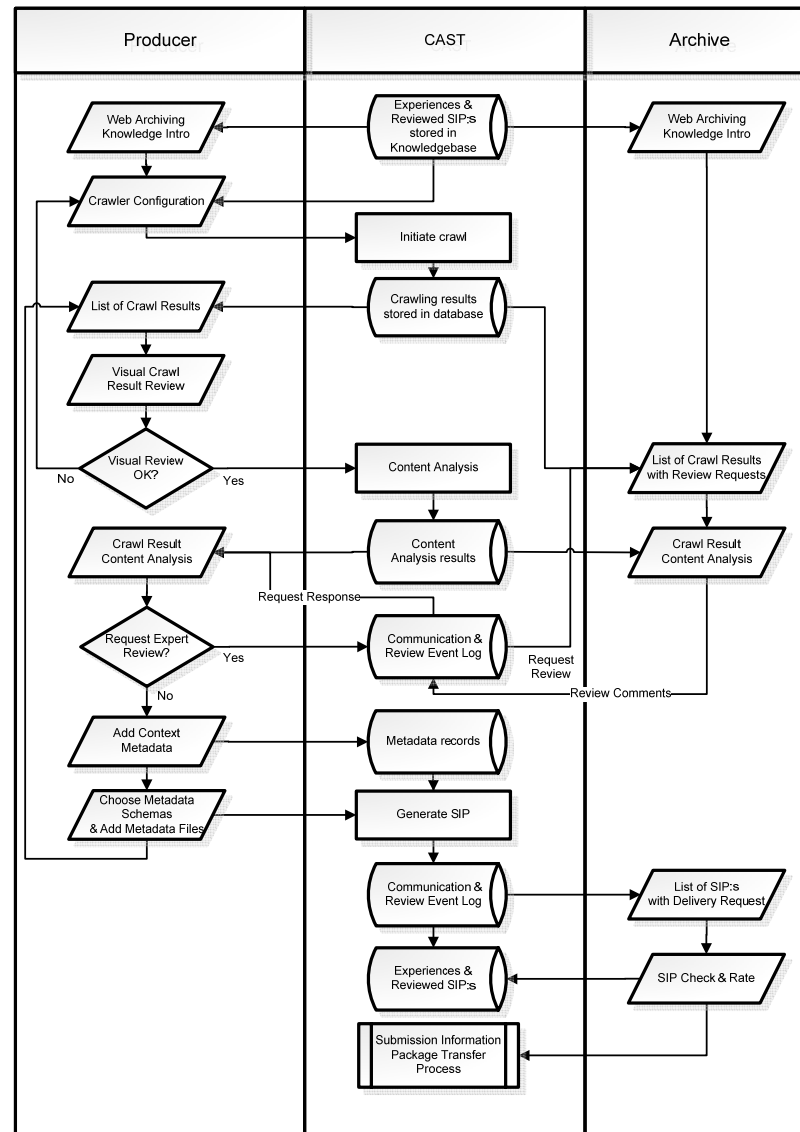 Producer
CAST
Archive
Web Archiving
Knowledge Intro
Experiences &
Reviewed SIP:s
stored in
Knowledgebase
Web Archiving
Knowledge Intro
Crawler Configuration
Initiate crawl
List of Crawl Results
Crawling results
stored in database
Visual Crawl
Result Review
Visual Review
OK?
No
Yes
Content Analysis
List of Crawl Results
with Review Requests
Crawl Result
Content Analysis
Content
Analysis results
Crawl Result
Content Analysis
Request Response
Request Expert
Review?
Yes
No
Communication &
Review Event Log
Request
Review
Review Comments
Add Context
Metadata
Metadata records
Choose Metadata
Schemas
& Add Metadata Files
Generate SIP
Communication &
Review Event Log
List of SIP:s
with Delivery Request
Experiences &
Reviewed SIP:s
SIP Check & Rate
Submission Information
Package Transfer
Process